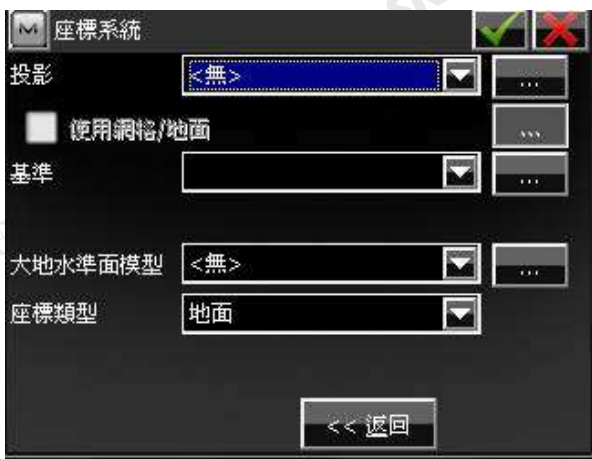 座標系統
投影 <無> ...
使用網格/地面 ...
基準 ...
大地水準面模型 <無> ...
座標類型 地面
<< 返回